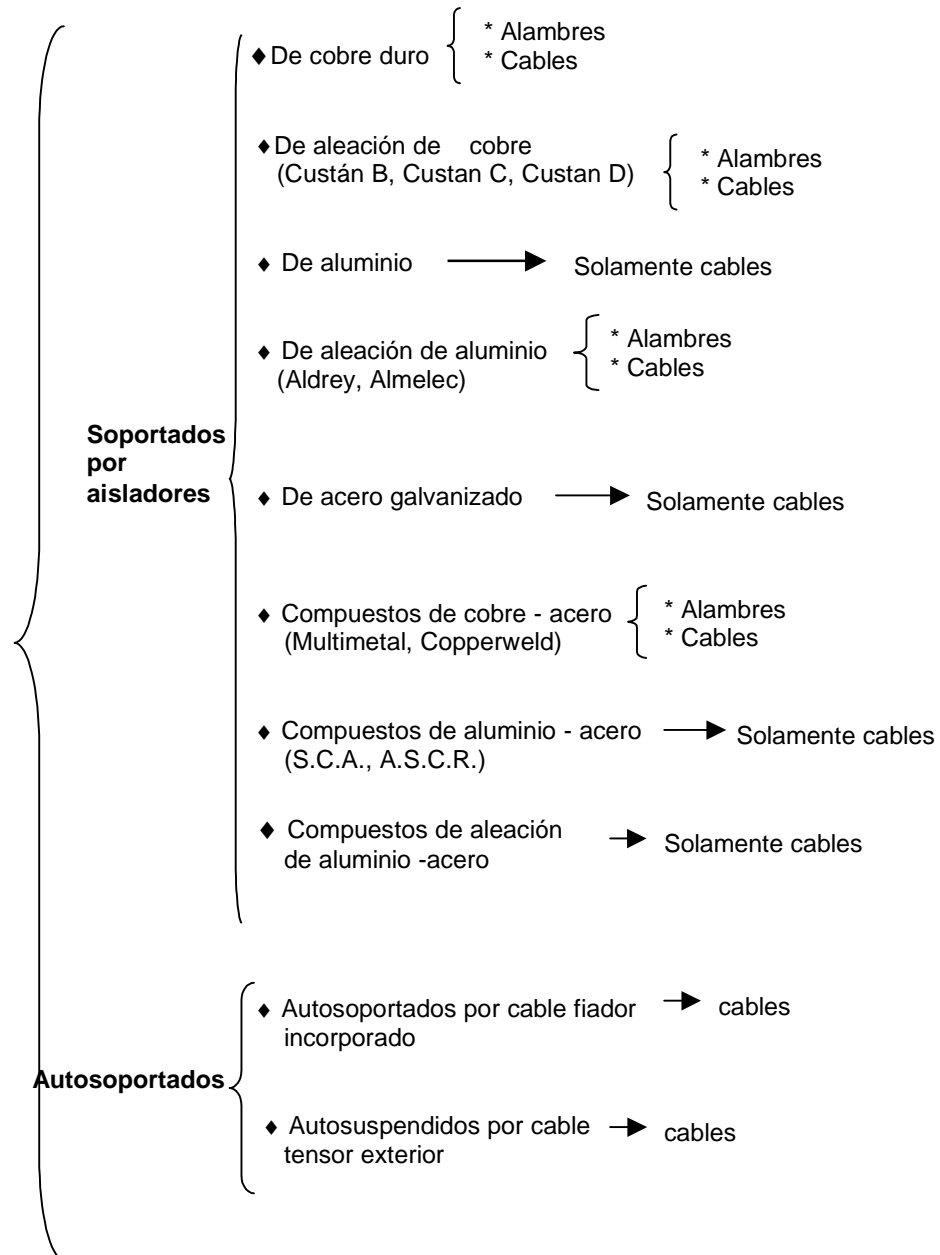 ♦ De cobre duro
* Alambres
* Cables
♦ De aleación de cobre
(Custán B, Custan C, Custan D)
* Alambres
* Cables
♦ De aluminio
Solamente cables
♦ De aleación de aluminio
(Aldrey, Almelec)
* Alambres
* Cables
Soportados
por
aisladores
♦ De acero galvanizado
Solamente cables
♦ Compuestos de cobre - acero
(Multimetal, Copperweld)
* Alambres
* Cables
♦ Compuestos de aluminio - acero
(S.C.A., A.S.C.R.)
Solamente cables
♦ Compuestos de aleación
de aluminio -acero
Solamente cables
Autosoportados
♦ Autosoportados por cable fiador
incorporado
cables
♦ Autosuspendidos por cable
tensor exterior
cables